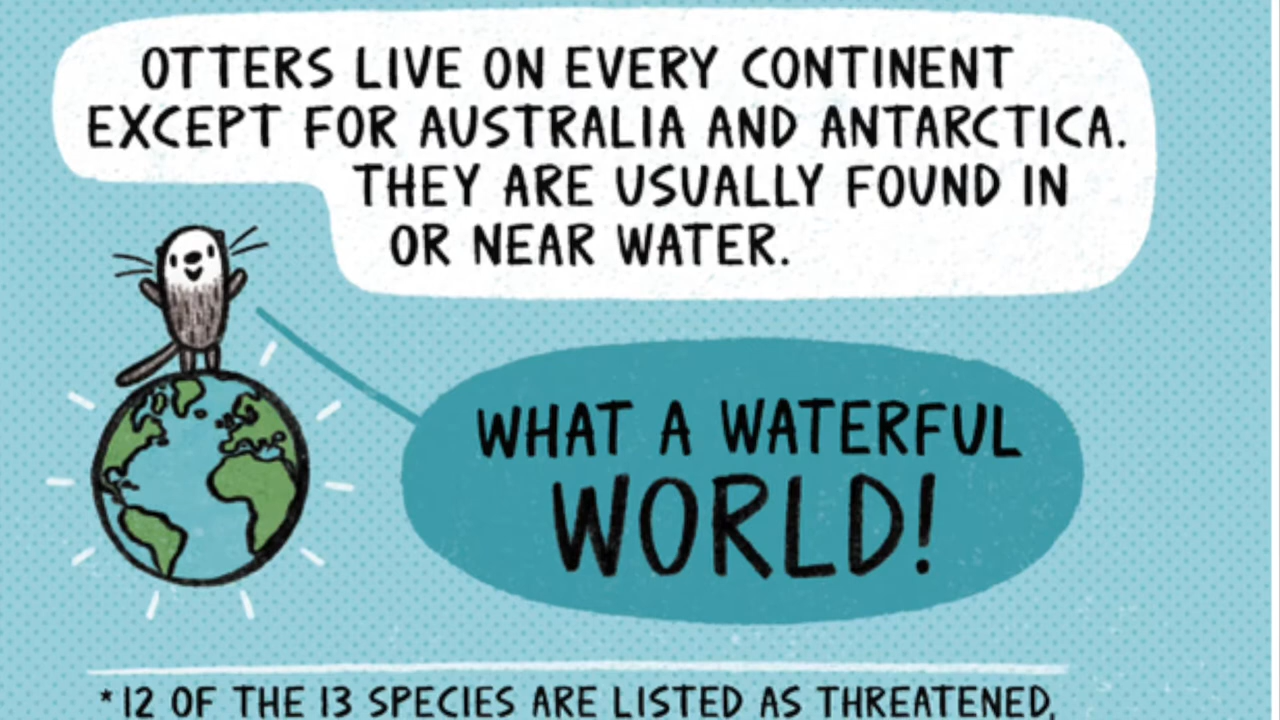 OTTERS LIVE ON EVERY CONTINENT
EXCEPT FOR AUSTRALIA AND ANTARCTICA.
THEY ARE USUALLY FOUND IN
OR NEAR WATER.
WHAT A WATERFUL
WORLD!
*12 OF THE 13 SPECIES ARE LISTED AS THREATENED,